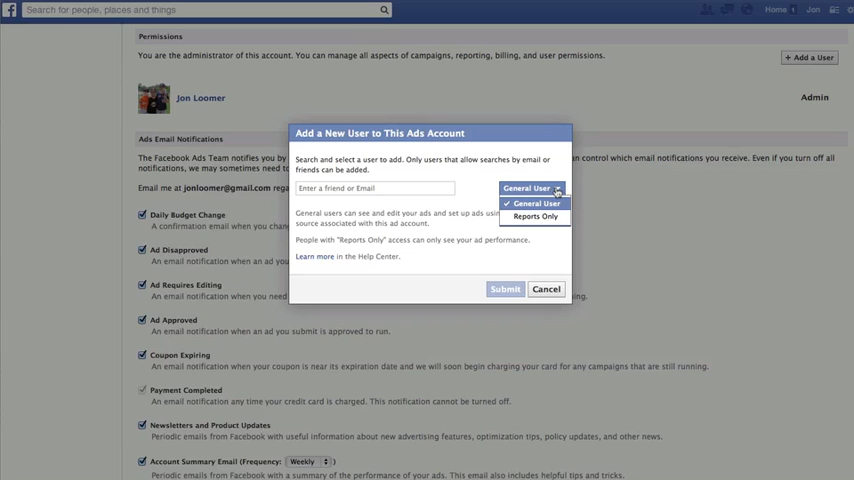 Search for people, places and things
Home 1 Jon
Permissions
You are the administrator of this account. You can manage all aspects of campaigns, reporting, billing, and user permissions.
+ Add a User
Jon Loomer
Admin
Ads Email Notifications
The Facebook Ads Team notifies you by
can control which email notifications you receive. Even if you turn off
all, we may sometimes need to
Email me at jonloomer@gmail.com
Add a New User to This Ads Account
Search and select a user to add. Only users that allow searches by email or
friends can be added.
Enter a friend or Email
General User
✓ General User
Reports Only
General users can see and edit your ads and set up ads
source associated with this ad account.
People with "Reports Only" access can only see your ad performance.
Learn more in the Help Center.
Submit
Cancel
Daily Budget Change
A confirmation email when you
Ad Disapproved
An email notification when an ad
Ad Requires Editing
An email notification when you need
Ad Approved
An email notification when an ad you submit is approved to run.
Coupon Expiring
An email notification when your coupon is near its expiration date and we will soon begin charging your card for any campaigns that are still running.
Payment Completed
An email notification any time your credit card is charged. This notification cannot be turned off.
Newsletters and Product Updates
Periodic emails from Facebook with useful information about new advertising features, optimization tips, policy updates, and other news.
Account Summary Email (Frequency: Weekly )
Periodic emails from Facebook with a summary of the performance of your ads. This email also includes helpful tips and tricks.